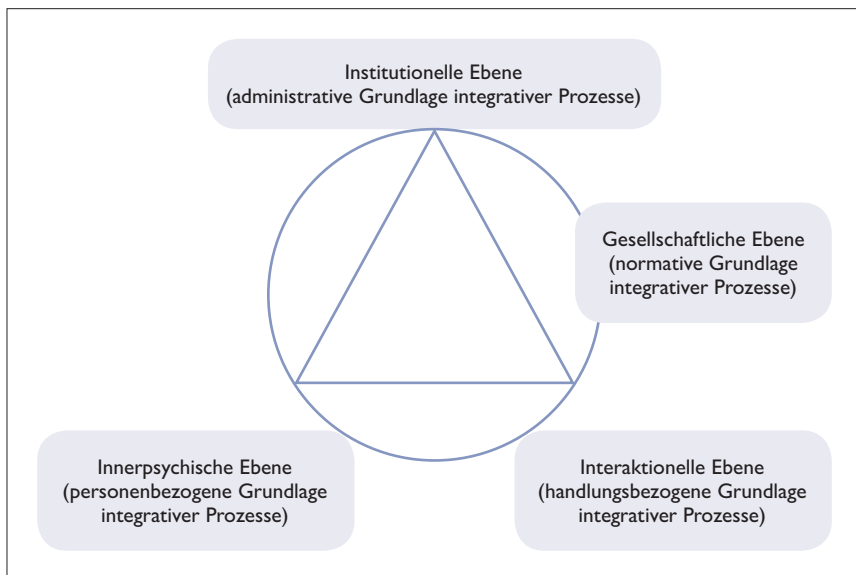 Institutionelle Ebene
(administrative Grundlage integrativer Prozesse)
Gesellschaftliche Ebene
(normative Grundlage
integrativer Prozesse)
Innerpsychische Ebene
(personenbezogene Grundlage
integrativer Prozesse)
Interaktionelle Ebene
(handlungsbezogene Grundlage
integrativer Prozesse)